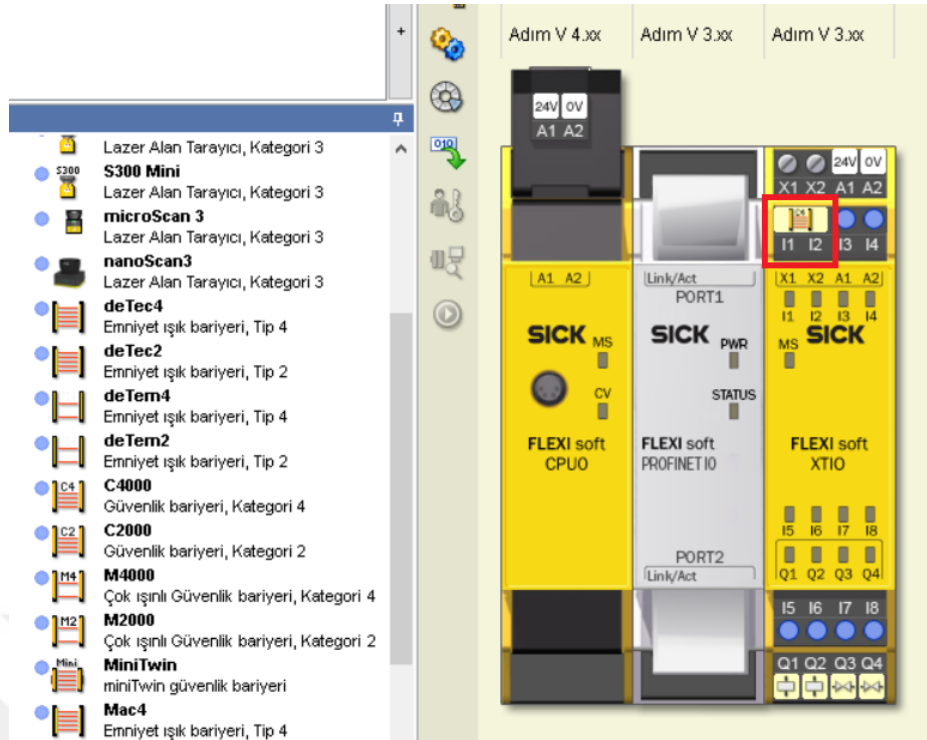 Lazer Alan Tarayıcı, Kategori 3
S300
S300 Mini
Lazer Alan Tarayıcı, Kategori 3
microScan 3
Lazer Alan Tarayıcı, Kategori 3
nanoScan3
Lazer Alan Tarayıcı, Kategori 3
deTec4
Emniyet ışık bariyeri, Tip 4
deTec2
Emniyet ışık bariyeri, Tip 2
deTem4
Emniyet ışık bariyeri, Tip 4
deTem2
Emniyet ışık bariyeri, Tip 2
C4
C4000
Güvenlik bariyeri, Kategori 4
C2
C2000
Güvenlik bariyeri, Kategori 2
M4
M4000
Çok ışınlı Güvenlik bariyeri, Kategori 4
M2
M2000
Çok ışınlı Güvenlik bariyeri, Kategori 2
Mini
MiniTwin
miniTwin güvenlik bariyeri
Mac4
Emniyet ışık bariyeri, Tip 4
+
010
Adım V 4.xx
Adım V 3.xx
Adım V 3.xx
24V 0V
A1 A2
A1 A2
SICK
MS
CV
FLEXI soft
CPU0
Link/Act
PORT1
SICK
PWR
STATUS
FLEXI soft
PROFINET IO
PORT2
Link/Act
24V 0V
X1 X2 A1 A2
I1 I2 I3 I4
X1 X2 A1 A2
I1 I2 I3 I4
MS
SICK
FLEXI soft
XTIO
I5 I6 I7 I8
Q1 Q2 Q3 Q4
I5 I6 I7 I8
Q1 Q2 Q3 Q4